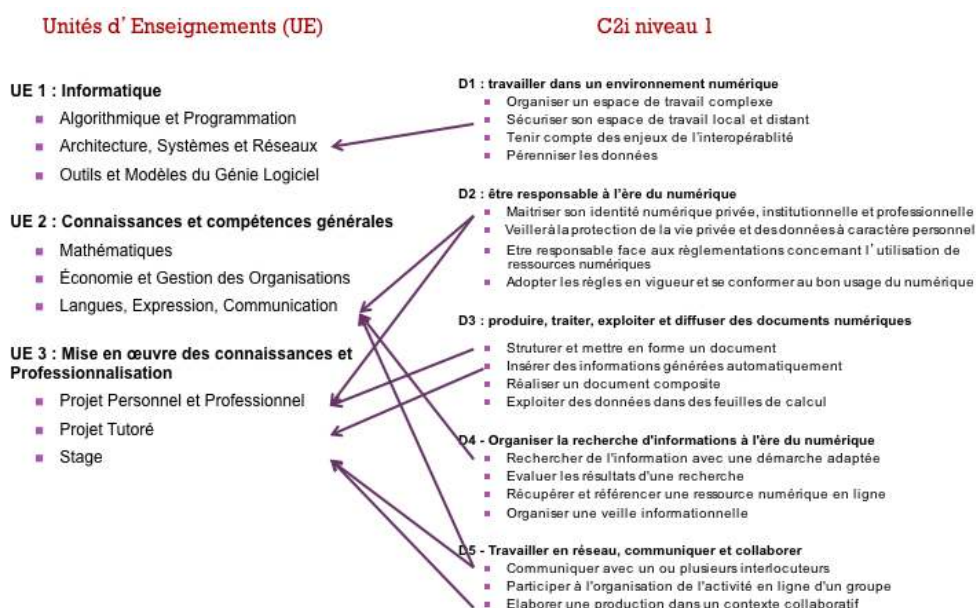 Unités d’ Enseignements (UE)
UE 1 : Informatique
Algorithmique et Programmation
Architecture, Systèmes et Réseaux
Outils et Modèles du Génie Logiciel
UE 2 : Connaissances et compétences générales
Mathématiques
Économie et Gestion des Organisations
Langues, Expression, Communication
UE 3 : Mise en œuvre des connaissances et
Professionnalisation
Projet Personnel et Professionnel
Projet Tutoré
Stage
C2i niveau 1
D1 : travailler dans un environnement numérique
Organiser un espace de travail complexe
Sécuriser son espace de travail local et distant
Tenir compte des enjeux de l'interopérablité
Pérenniser les données
D2 : être responsable à l'ère du numérique
Maitriser son identité numérique privée, institutionnelle et professionnelle
Veiller à la protection de la vie privée et des données à caractère personnel
Etre responsable face aux règlementations concernant l’ utilisation de
ressources numériques
Adopter les règles en vigueur et se conformer au bon usage du numérique
D3 : produire, traiter, exploiter et diffuser des documents numériques
Struturer et mettre en forme un document
Insérer des informations générées automatiquement
Réaliser un document composite
Exploiter des données dans des feuilles de calcul
D4 - Organiser la recherche d'informations à l'ère du numérique
Rechercher de l'information avec une démarche adaptée
Evaluer les résultats d'une recherche
Récupérer et référencer une ressource numérique en ligne
Organiser une veille informationnelle
D5 - Travailler en réseau, communiquer et collaborer
Communiquer avec un ou plusieurs interlocuteurs
Participer à l'organisation de l'activité en ligne d'un groupe
Elaborer une production dans un contexte collaboratif